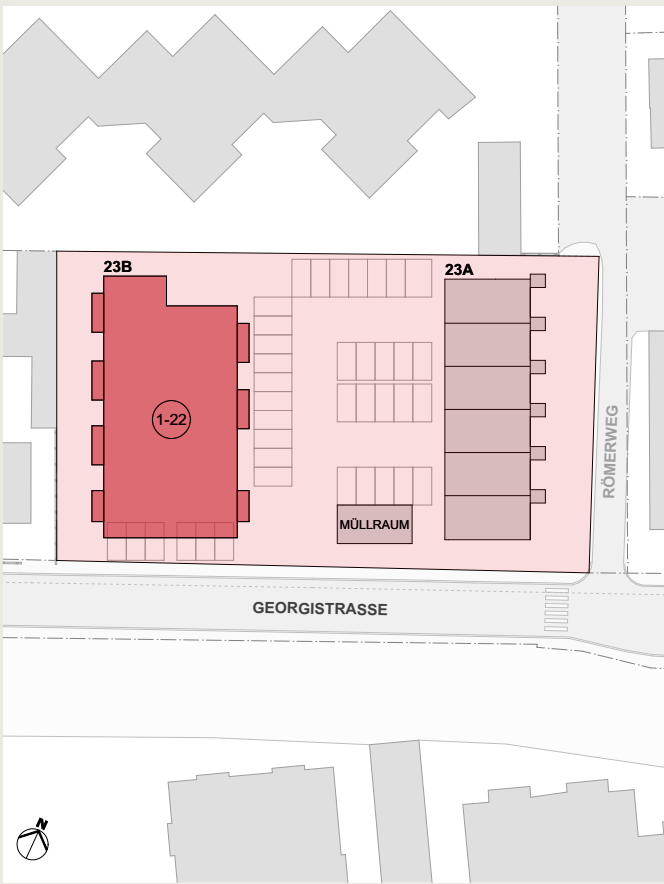 23B
23A
1-22
RÖMERWEG
MÜLLRAUM
GEORGISTRASSE
N